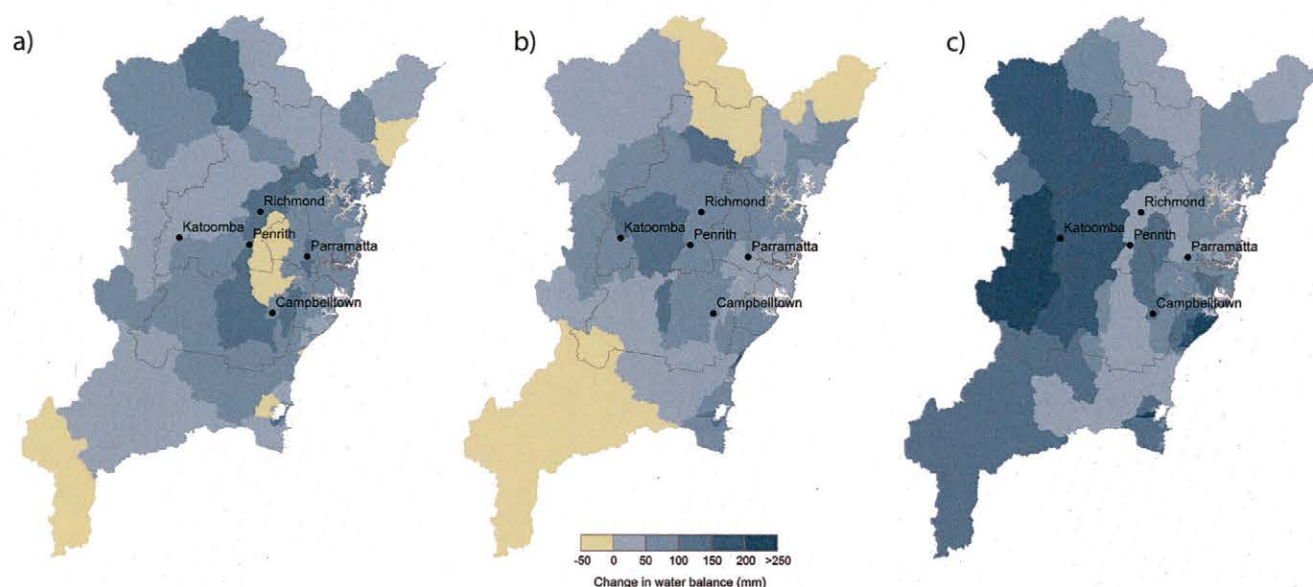 a)
Richmond
Katoomba
Penrith
Parramatta
Campbelltown
b)
Richmond
Katoomba
Penrith
Parramatta
Campbelltown
c)
Richmond
Katoomba
Penrith
Parramatta
Campbelltown
-50 0 50 100 150 200 >250
Change in water balance (mm)